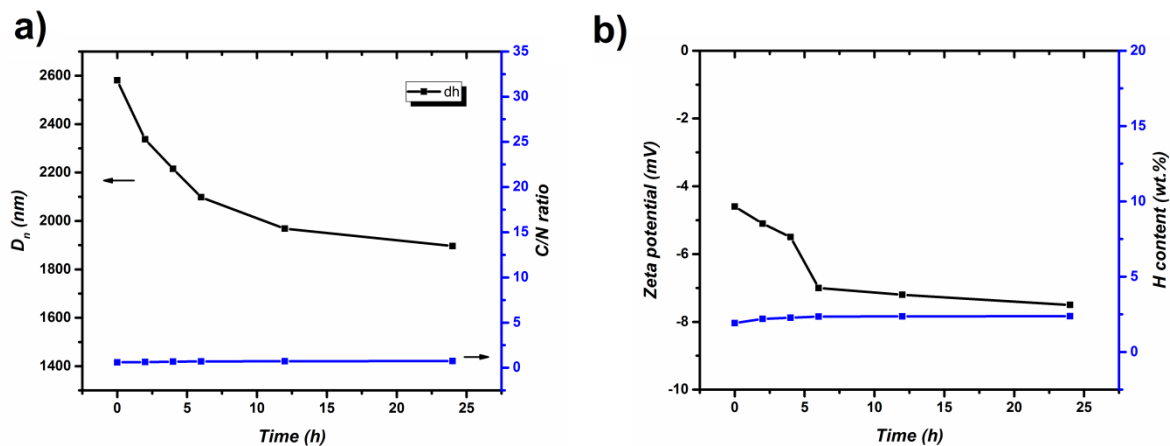 a)
2600
2400
2200
2000
1800
1600
1400
D_n (nm)
35
30
25
20
15
10
5
0
C/N ratio
dh
0 5 10 15 20 25
Time (h)
b)
0
-2
-4
-6
-8
-10
Zeta potential (mV)
20
15
10
5
0
H content (wt.%)
0 5 10 15 20 25
Time (h)